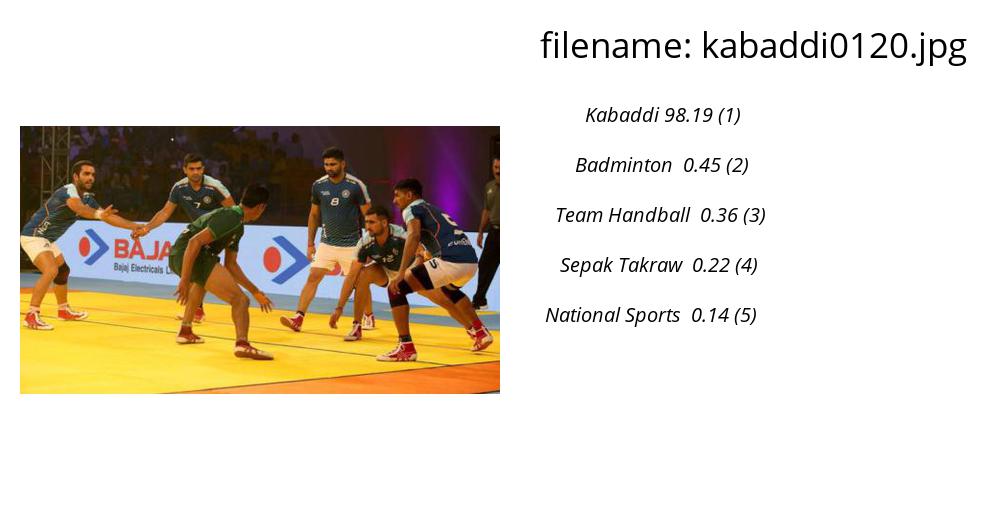 filename: kabaddi0120.jpg
Kabaddi 98.19 (1)
Badminton 0.45 (2)
Team Handball 0.36 (3)
Sepak Takraw 0.22 (4)
National Sports 0.14 (5)
7
8
BAJA
Bajaj Electricals L